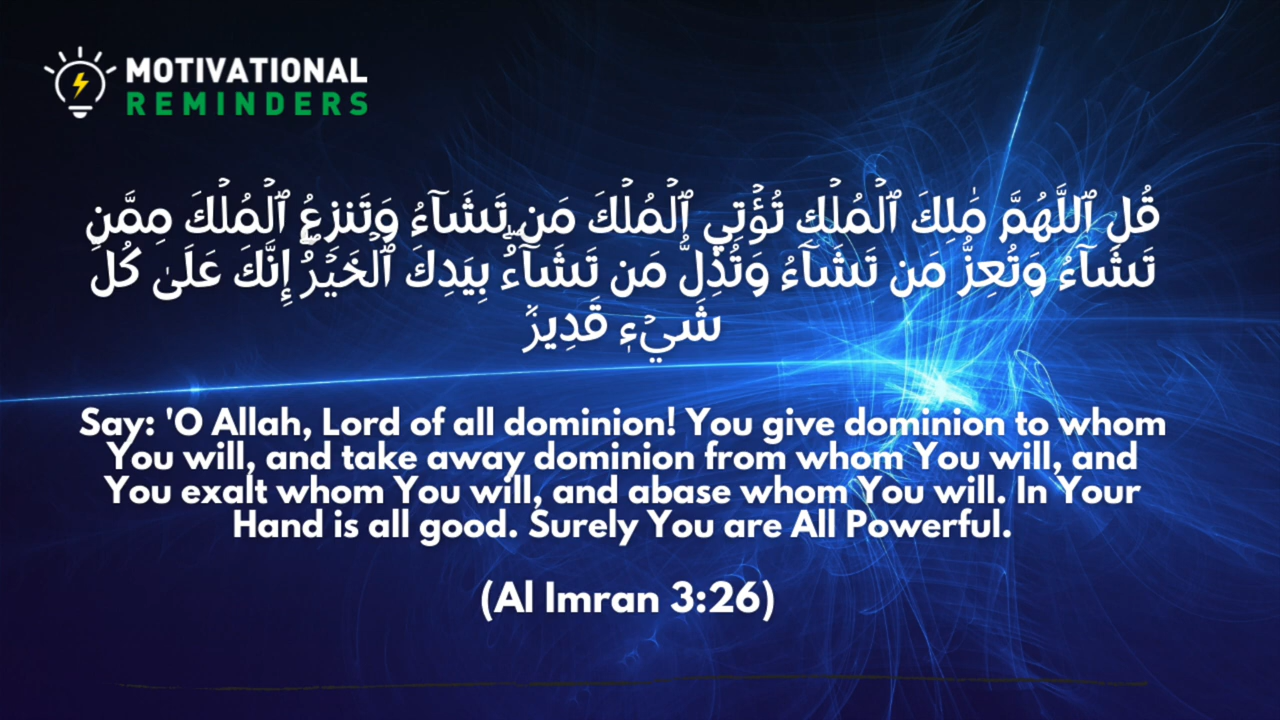 MOTIVATIONAL
REMINDERS
قُلِ ٱللَّهُمَّ مَٰلِكَ ٱلۡمُلۡكِ تُؤۡتِي ٱلۡمُلۡكَ مَن تَشَآءُ وَتَنزِعُ ٱلۡمُلۡكَ مِمَّن
تَشَآءُ وَتُعِزُّ مَن تَشَآءُ وَتُذِلُّ مَن تَشَآءُۖ بِيَدِكَ ٱلۡخَيۡرُۖ إِنَّكَ عَلَىٰ كُلِّ
شَيۡءٖ قَدِيرٞ
Say: 'O Allah, Lord of all dominion! You give dominion to whom
You will, and take away dominion from whom You will, and
You exalt whom You will, and abase whom You will. In Your
Hand is all good. Surely You are All Powerful.
(Al Imran 3:26)